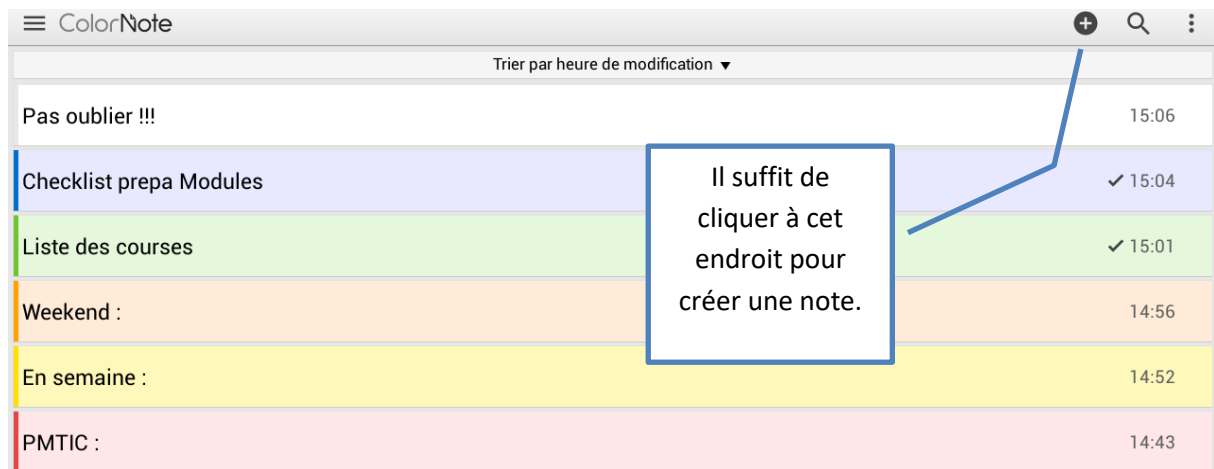 ColorNote
Trier par heure de modification ▼
Pas oublier !!! 15:06
Checklist prepa Modules ✓ 15:04
Liste des courses ✓ 15:01
Weekend : 14:56
En semaine : 14:52
PMTIC : 14:43
Il suffit de
cliquer à cet
endroit pour
créer une note.